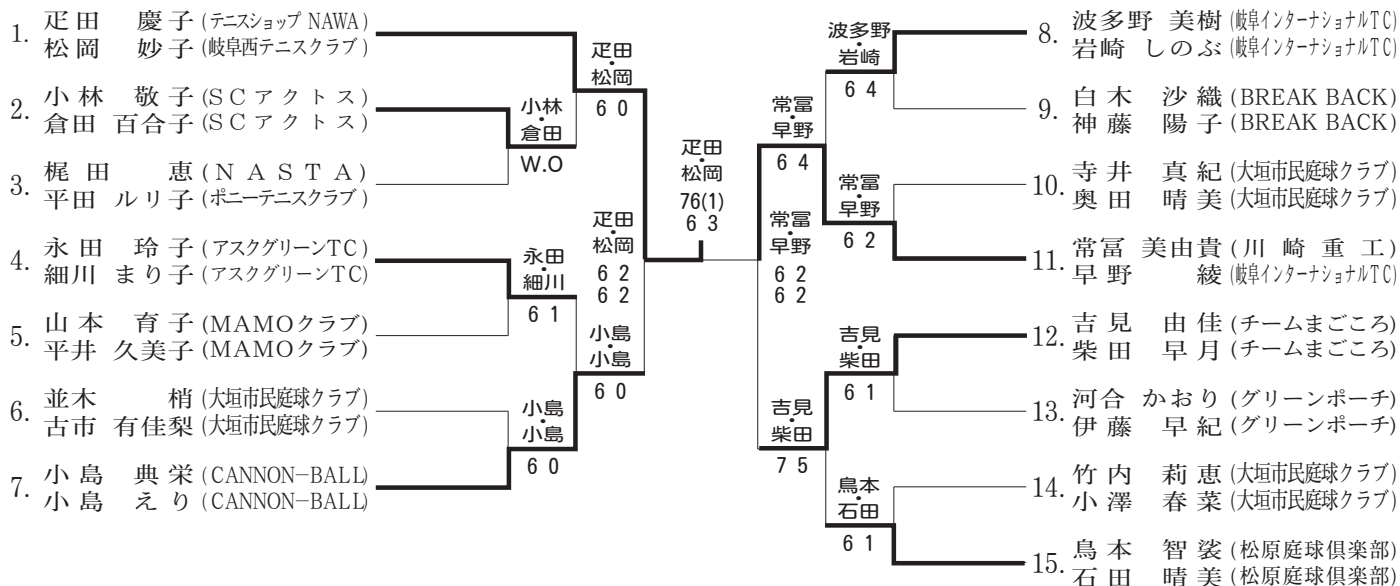 1. 疋田 慶子 (テニスショップ NAWA)
松岡 妙子 (岐阜西テニスクラブ)
2. 小林 敬子 (SCアクトス)
倉田 百合子 (SCアクトス)
3. 梶田 恵 (NASTA)
平田 ルリ子 (ポニーテニスクラブ)
4. 永田 玲子 (アスクグリーンTC)
細川 まり子 (アスクグリーンTC)
5. 山本 育子 (MAMOクラブ)
平井 久美子 (MAMOクラブ)
6. 並木 梢 (大垣市民庭球クラブ)
古市 有佳梨 (大垣市民庭球クラブ)
7. 小島 典栄 (CANNON-BALL)
小島 えり (CANNON-BALL)
小林・倉田
W.O
永田・細川
6 1
小島・小島
6 0
疋田・松岡
6 0
小島・小島
6 0
疋田・松岡
6 2
6 2
疋田・松岡
76(1)
6 3
常冨・早野
6 2
6 2
常冨・早野
6 4
吉見・柴田
7 5
波多野・岩崎
6 4
常冨・早野
6 2
吉見・柴田
6 1
鳥本・石田
6 1
8. 波多野 美樹 (岐阜インターナショナルTC)
岩崎 しのぶ (岐阜インターナショナルTC)
9. 白木 沙織 (BREAK BACK)
神藤 陽子 (BREAK BACK)
10. 寺井 真紀 (大垣市民庭球クラブ)
奥田 晴美 (大垣市民庭球クラブ)
11. 常冨 美由貴 (川崎重工)
早野 綾 (岐阜インターナショナルTC)
12. 吉見 由佳 (チームまごころ)
柴田 早月 (チームまごころ)
13. 河合 かおり (グリーンポーチ)
伊藤 早紀 (グリーンポーチ)
14. 竹内 莉恵 (大垣市民庭球クラブ)
小澤 春菜 (大垣市民庭球クラブ)
15. 鳥本 智裟 (松原庭球倶楽部)
石田 晴美 (松原庭球倶楽部)